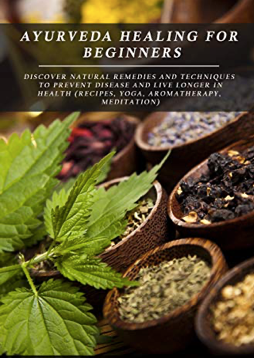 AYURVEDA HEALING FOR
BEGINNERS
DISCOVER NATURAL REMEDIES AND TECHNIQUES
TO PREVENT DISEASE AND LIVE LONGER IN
HEALTH (RECIPES, YOGA, AROMATHERAPY,
MEDITATION)